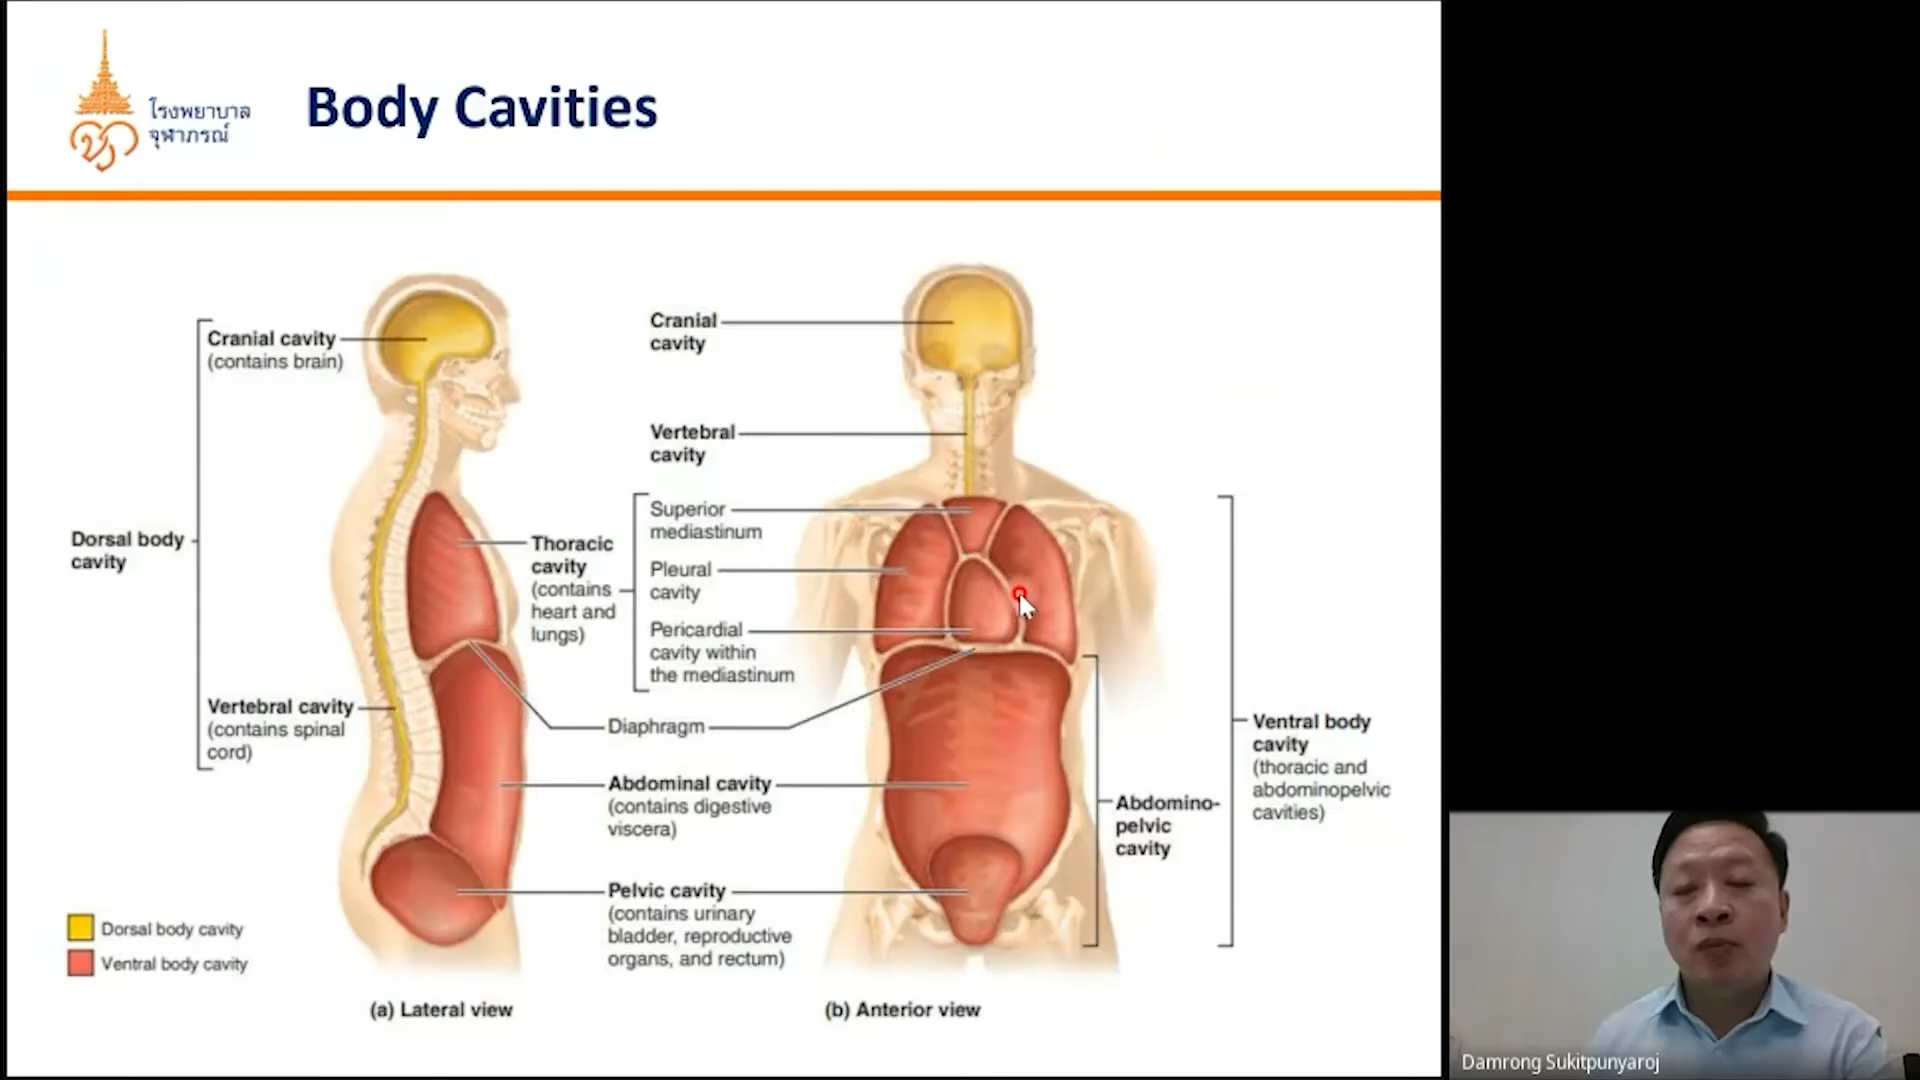 โรงพยาบาล
จุฬาภรณ์
Body Cavities
Cranial cavity
(contains brain)
Dorsal body
cavity
Vertebral cavity
(contains spinal
cord)
Dorsal body cavity
Ventral body cavity
Thoracic
cavity
(contains
heart and
lungs)
Cranial
cavity
Vertebral
cavity
Superior
mediastinum
Pleural
cavity
Pericardial
cavity within
the mediastinum
Diaphragm
Abdominal cavity
(contains digestive
viscera)
Pelvic cavity
(contains urinary
bladder, reproductive
organs, and rectum)
Abdomino-
pelvic
cavity
Ventral body
cavity
(thoracic and
abdominopelvic
cavities)
(a) Lateral view
(b) Anterior view
Damrong Sukitpunyaroj